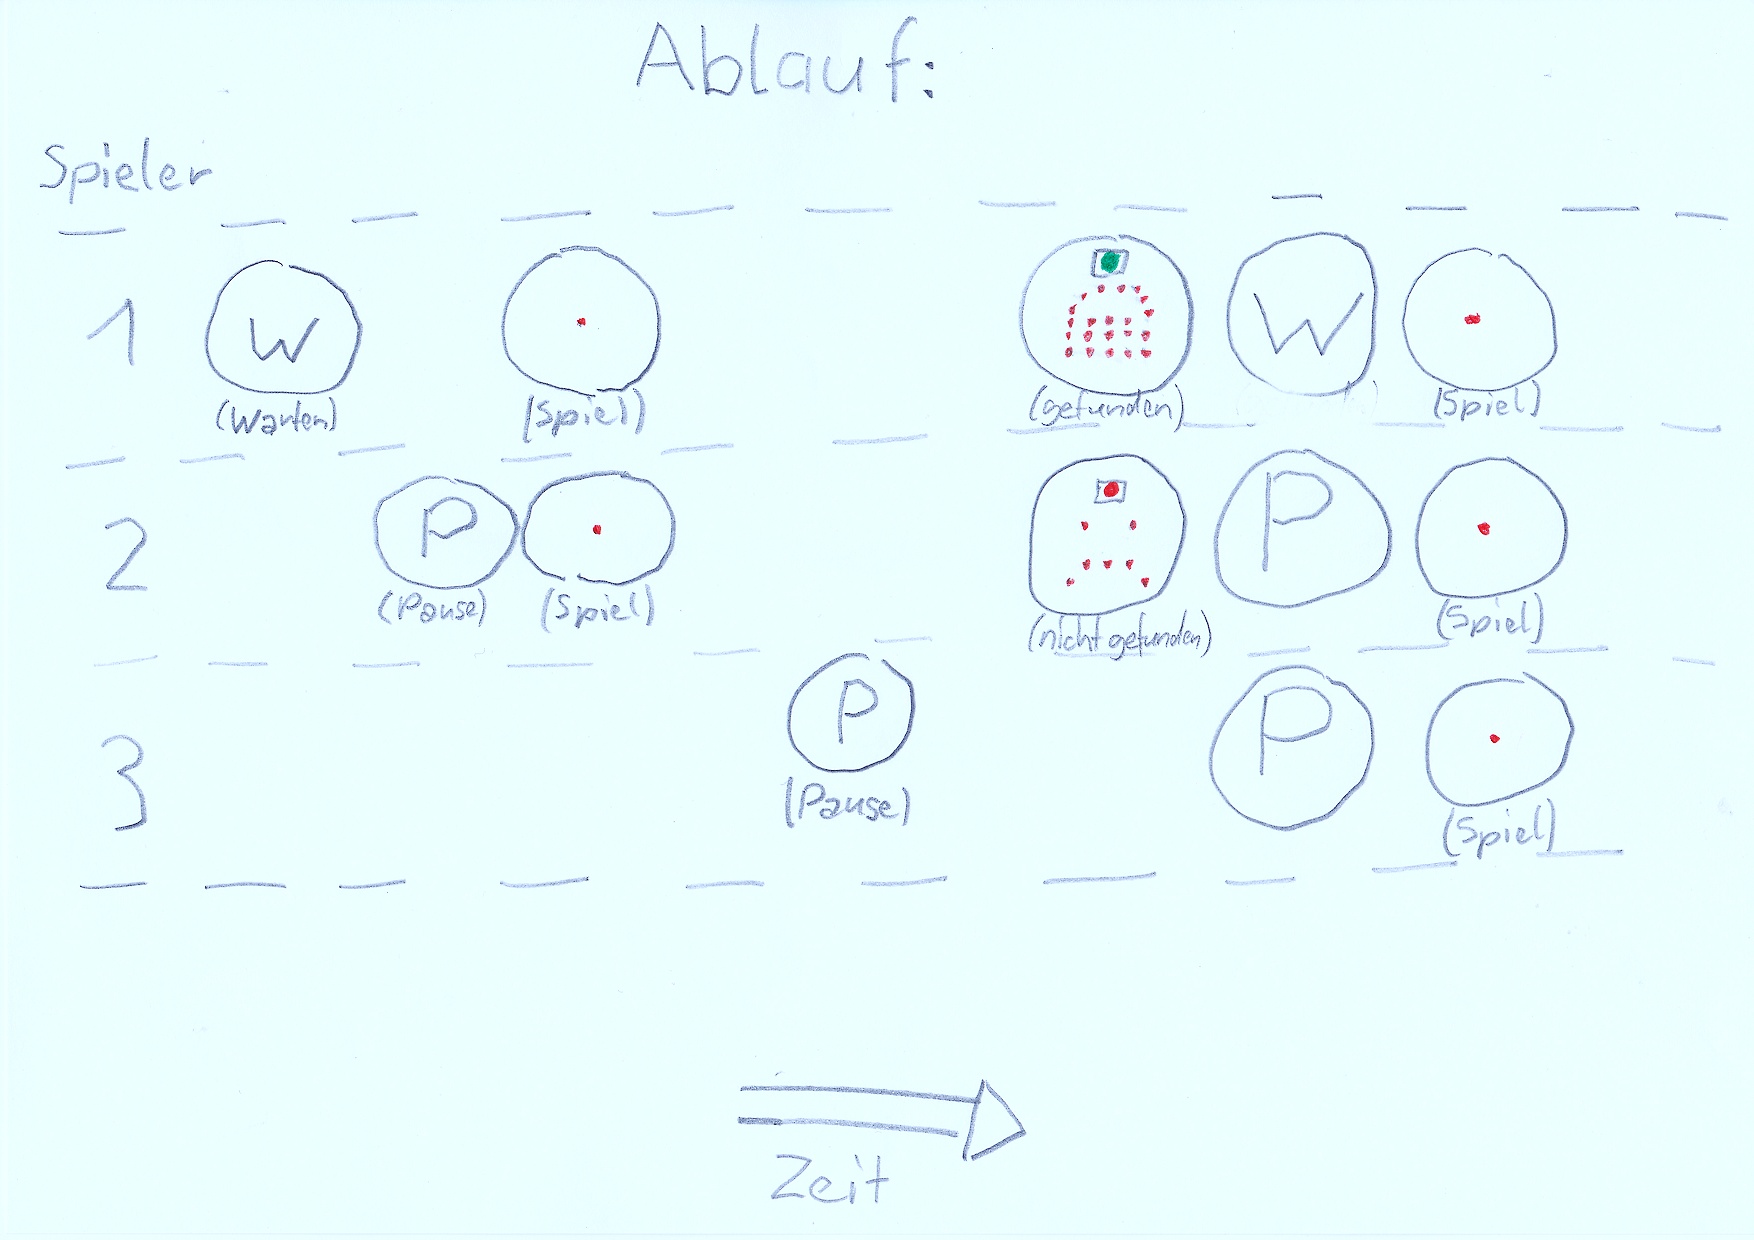 Ablauf:
Spieler
1 W W
(Warten) (Spiel) (gefunden) (Spiel)
2 P P
(Pause) (Spiel) (nicht gefunden) (Spiel)
3 P P
(Pause) (Spiel)
Zeit